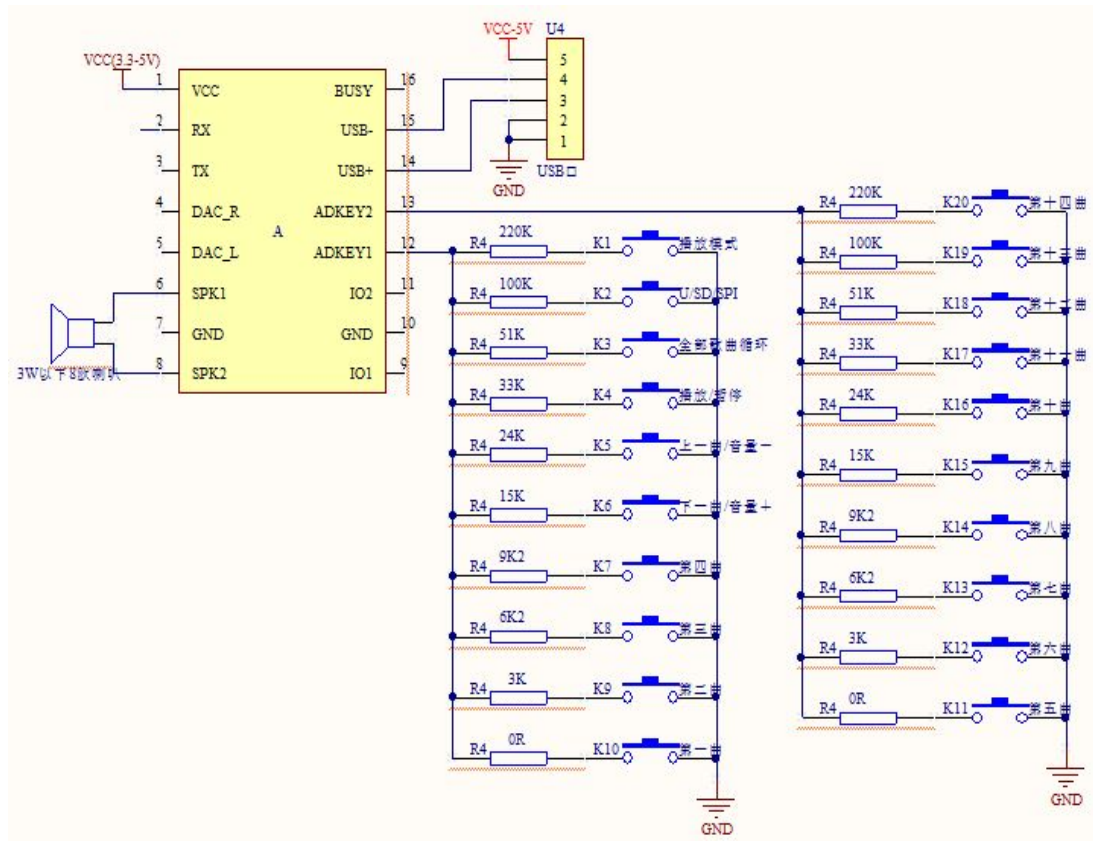 VCC(3.3-5V)
VCC-5V
U4
5
4
3
2
1
USB口
GND
1 VCC BUSY 16
2 RX USB- 15
3 TX USB+ 14
4 DAC_R ADKEY2 13
A
5 DAC_L ADKEY1 12
6 SPK1 IO2 11
7 GND GND 10
8 SPK2 IO1 9
3W以下8欧喇叭
R4 220K K1 播放模式
R4 100K K2 U/SD/SPI
R4 51K K3 全部歌曲循环
R4 33K K4 播放/暂停
R4 24K K5 上一曲/音量－
R4 15K K6 下一曲/音量＋
R4 9K2 K7 第四曲
R4 6K2 K8 第三曲
R4 3K K9 第二曲
R4 0R K10 第一曲
GND
R4 220K K20 第十四曲
R4 100K K19 第十三曲
R4 51K K18 第十二曲
R4 33K K17 第十一曲
R4 24K K16 第十曲
R4 15K K15 第九曲
R4 9K2 K14 第八曲
R4 6K2 K13 第七曲
R4 3K K12 第六曲
R4 0R K11 第五曲
GND